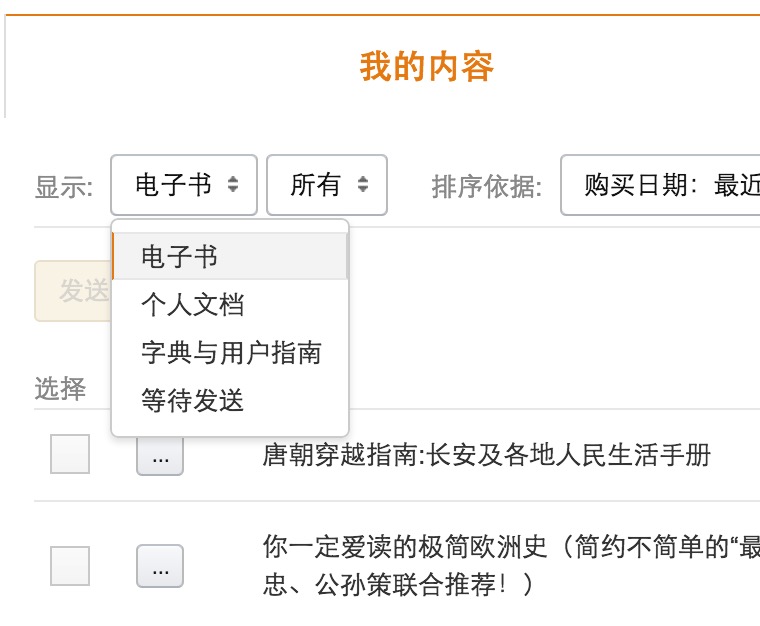 我的内容
显示: 电子书 所有 排序依据: 购买日期：最近
电子书
发送
个人文档
字典与用户指南
选择
等待发送
... 唐朝穿越指南:长安及各地人民生活手册
... 你一定爱读的极简欧洲史（简约不简单的“最
忠、公孙策联合推荐！）